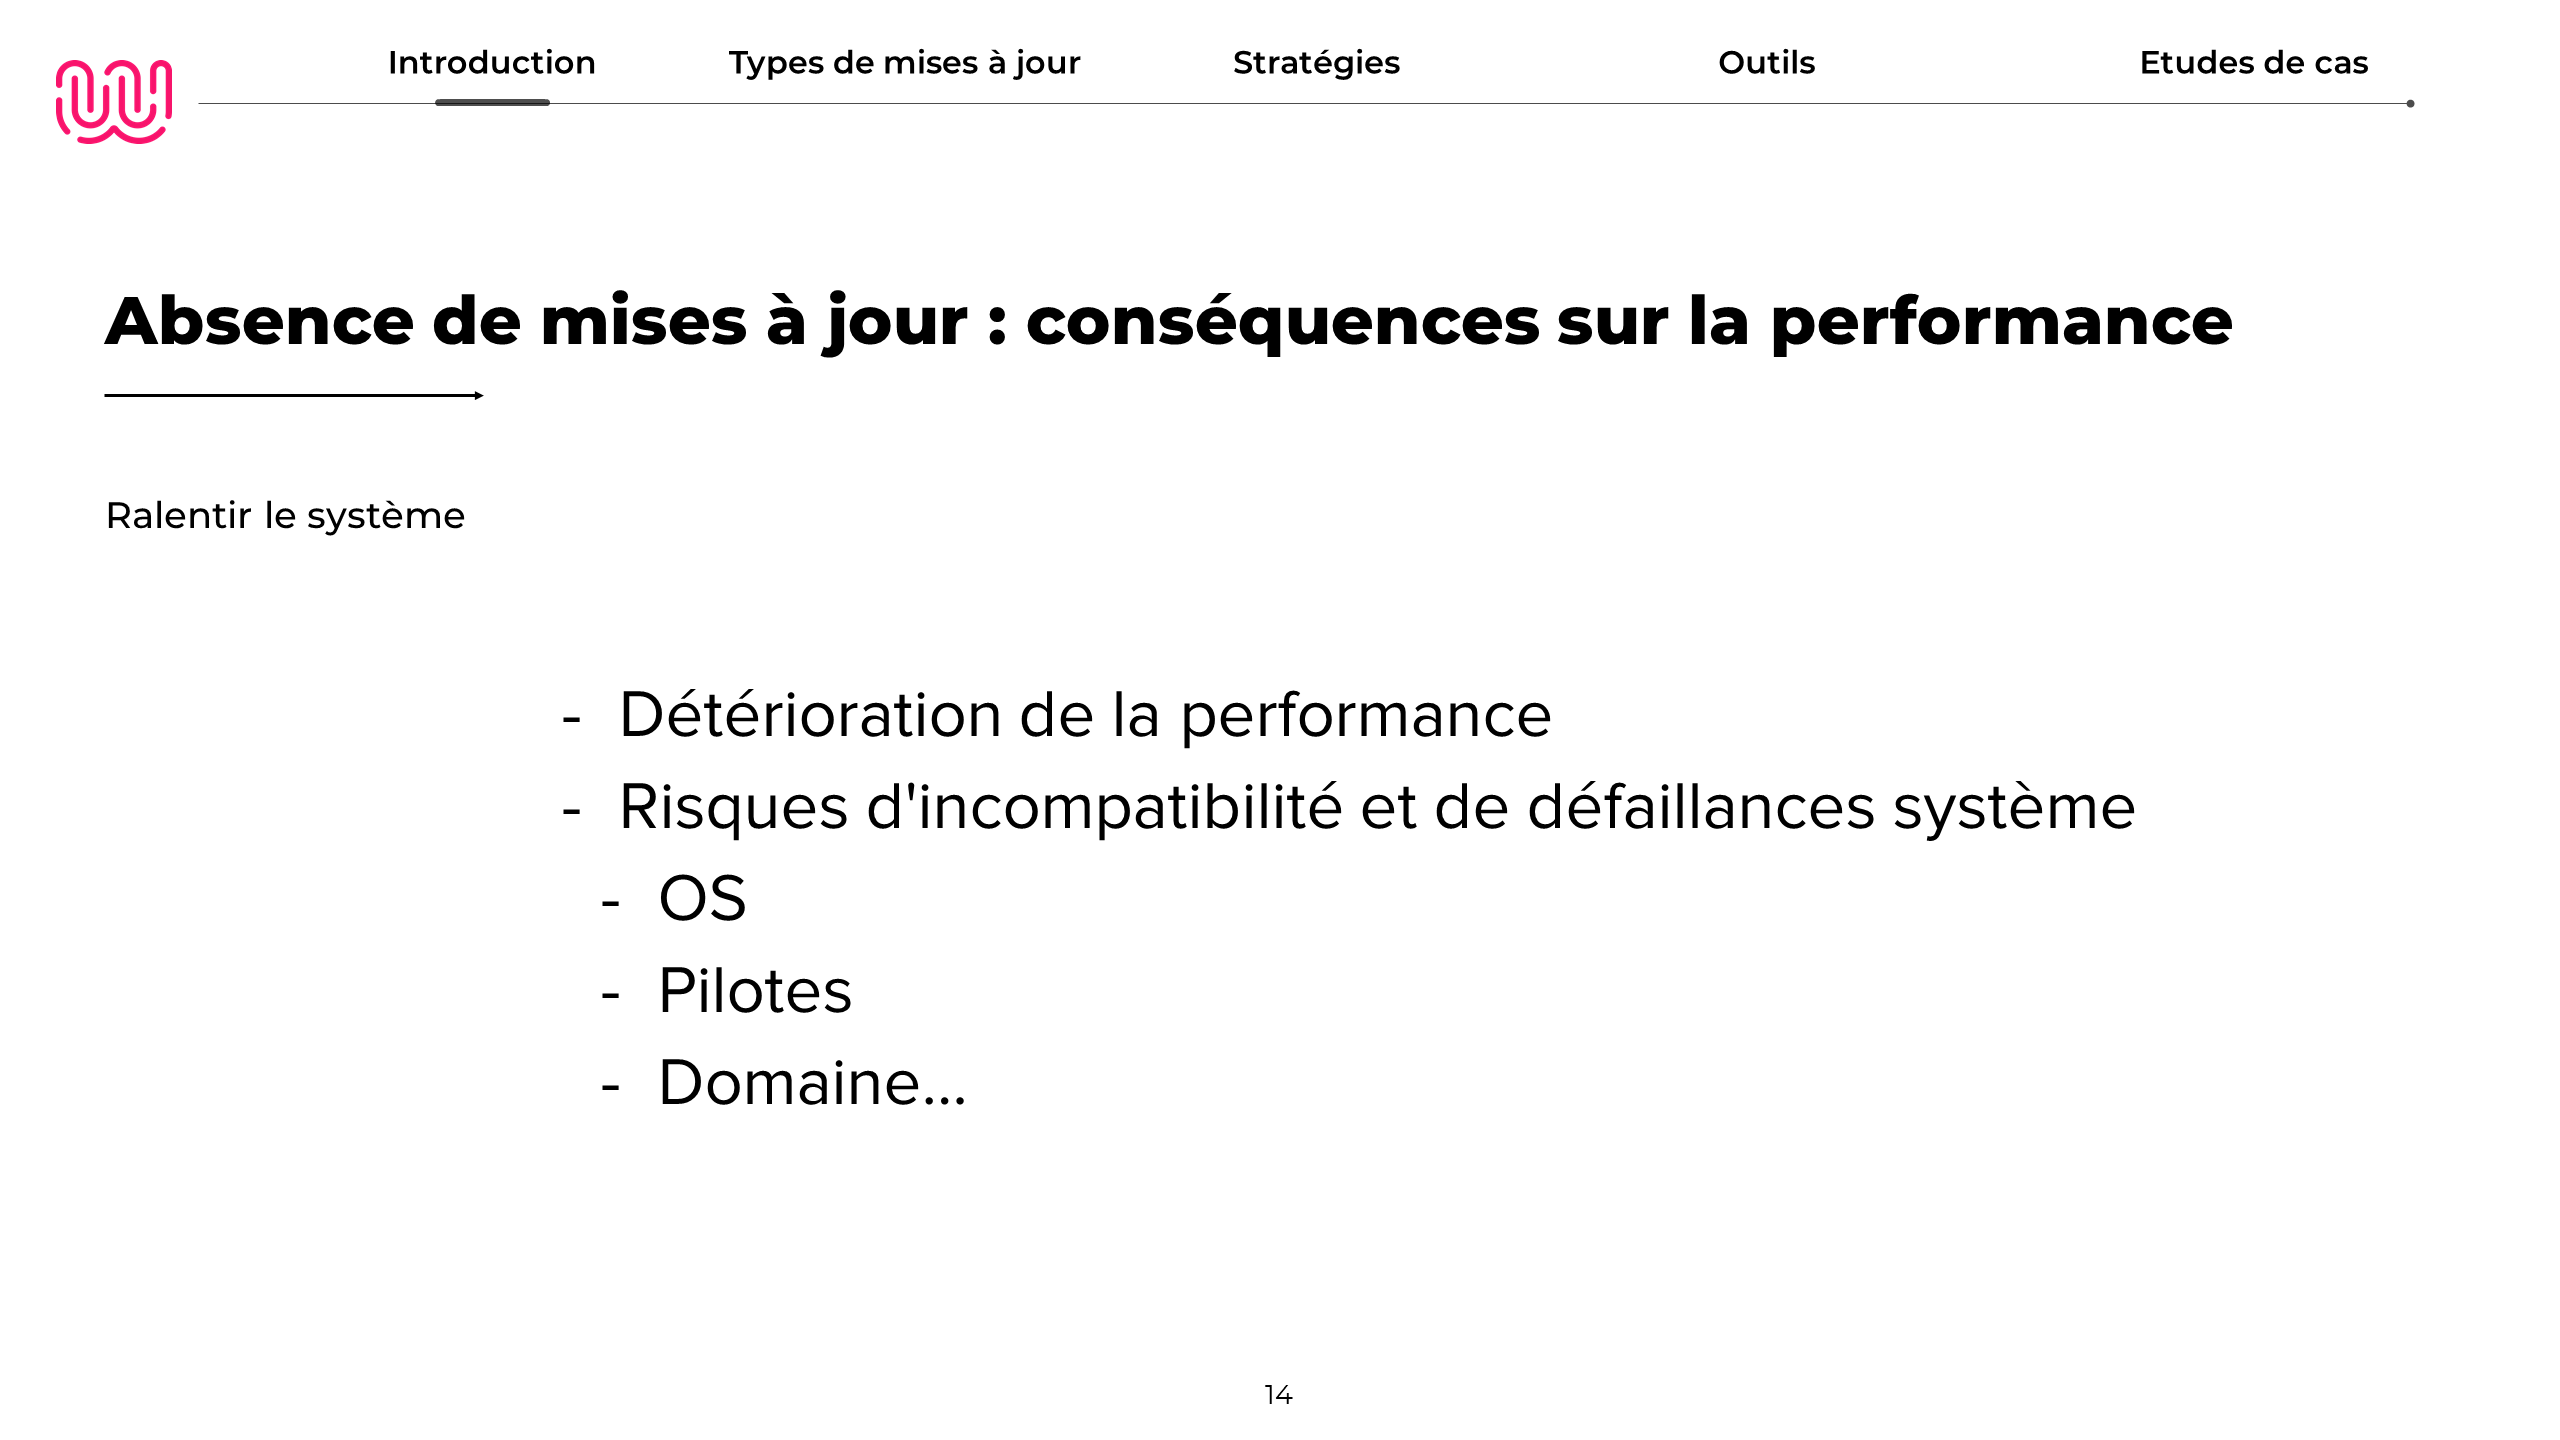 Introduction
Types de mises à jour
Stratégies
Outils
Etudes de cas
Absence de mises à jour : conséquences sur la performance
Ralentir le système
- Détérioration de la performance
- Risques d'incompatibilité et de défaillances système
- OS
- Pilotes
- Domaine...
14